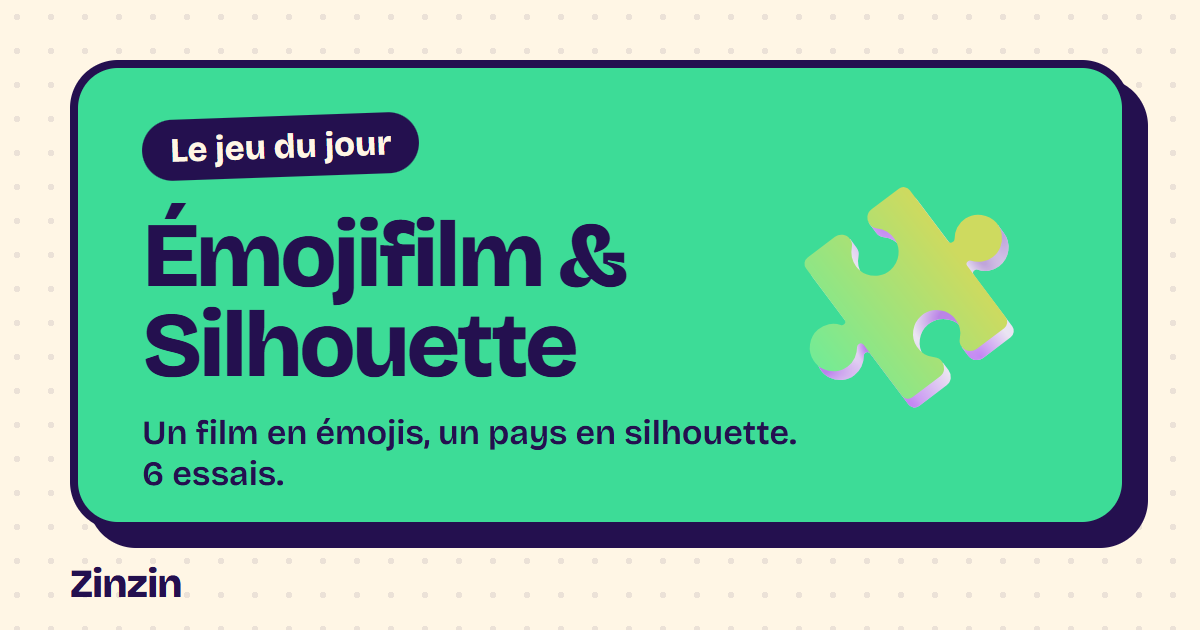 Le jeu du jour
Émojifilm &
Silhouette
Un film en émojis, un pays en silhouette.
6 essais.
Zinzin